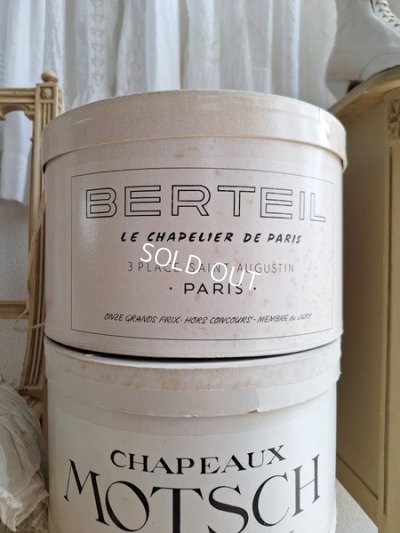 BERTEIL
LE CHAPELIER DE PARIS
3 PLACE SAINT AUGUSTIN
SOLD OUT
· PARIS ·
ONZE GRANDS PRIX - HORS CONCOURS - MEMBRE du JURY
CHAPEAUX
MOTSCH